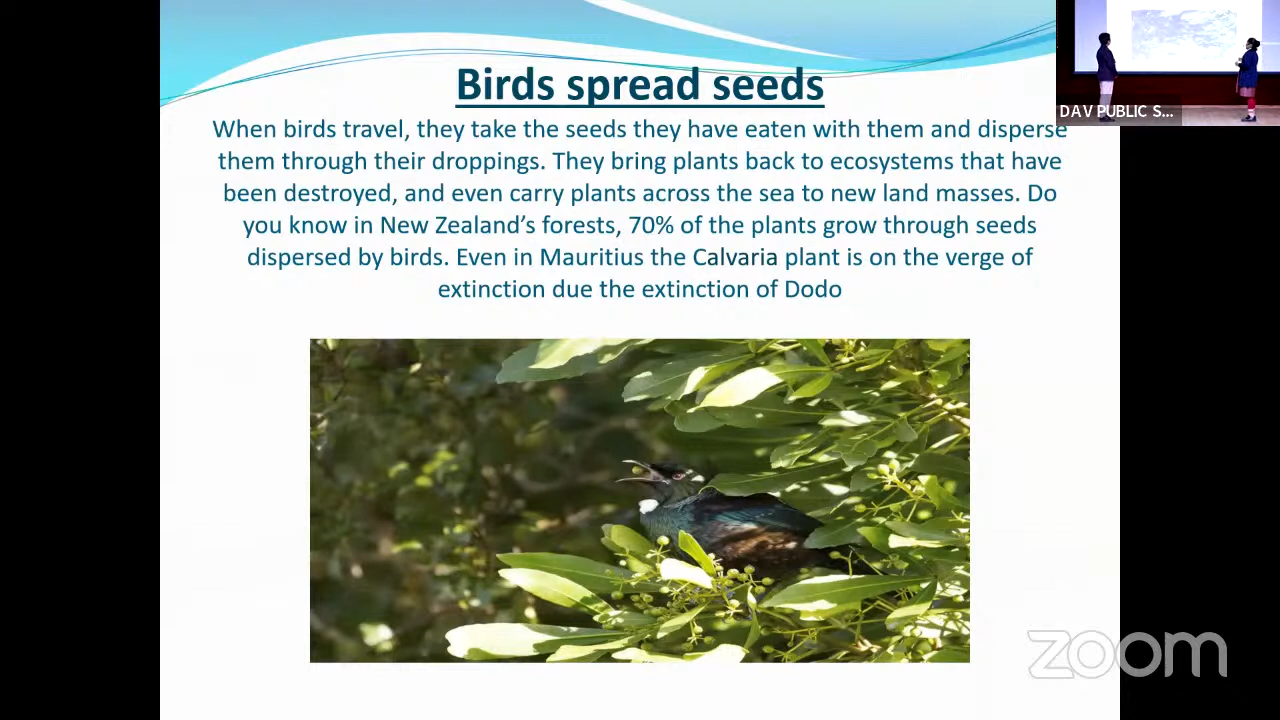 Birds spread seeds
When birds travel, they take the seeds they have eaten with them and disperse
them through their droppings. They bring plants back to ecosystems that have
been destroyed, and even carry plants across the sea to new land masses. Do
you know in New Zealand’s forests, 70% of the plants grow through seeds
dispersed by birds. Even in Mauritius the Calvaria plant is on the verge of
extinction due the extinction of Dodo
DAV PUBLIC S...
zoom